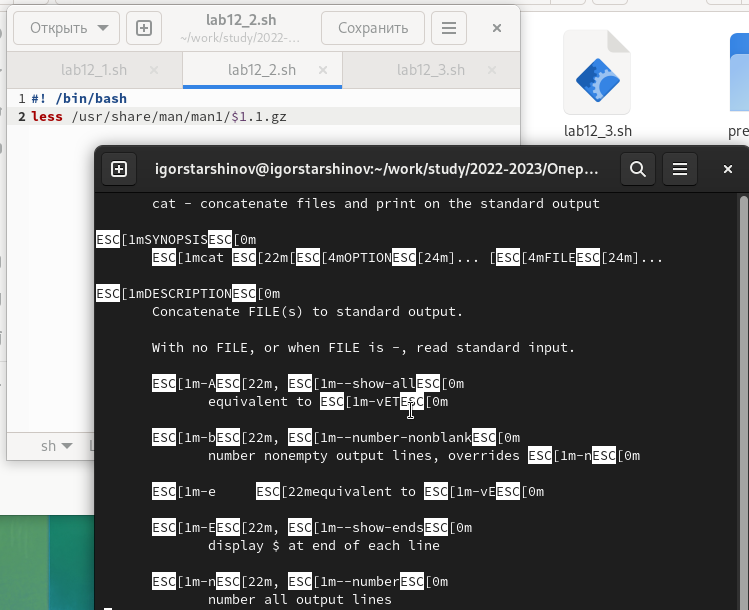 Открыть
lab12_2.sh
~/work/study/2022-...
Сохранить
lab12_1.sh
lab12_2.sh
lab12_3.sh
1 #! /bin/bash
2 less /usr/share/man/man1/$1.1.gz
lab12_3.sh
pre
igorstarshinov@igorstarshinov:~/work/study/2022-2023/Опер...
cat - concatenate files and print on the standard output
ESC[1mSYNOPSISESC[0m
ESC[1mcat ESC[22m[ESC[4mOPTIONESC[24m]... [ESC[4mFILEESC[24m]...
ESC[1mDESCRIPTIONESC[0m
Concatenate FILE(s) to standard output.
With no FILE, or when FILE is -, read standard input.
ESC[1m-AESC[22m, ESC[1m--show-allESC[0m
equivalent to ESC[1m-vETESC[0m
ESC[1m-bESC[22m, ESC[1m--number-nonblankESC[0m
number nonempty output lines, overrides ESC[1m-nESC[0m
ESC[1m-e     ESC[22mequivalent to ESC[1m-vEESC[0m
ESC[1m-EESC[22m, ESC[1m--show-endsESC[0m
display $ at end of each line
ESC[1m-nESC[22m, ESC[1m--numberESC[0m
number all output lines
sh